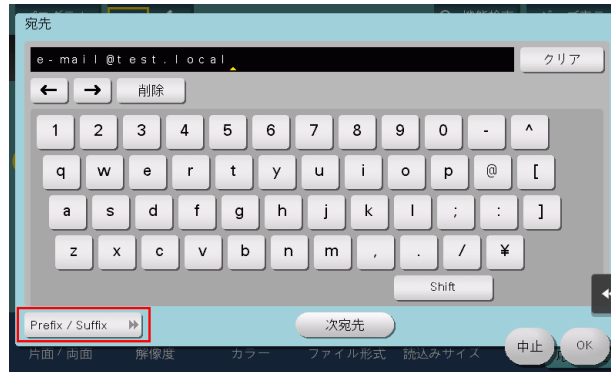 宛先
e-mail@test.local
クリア
← → 削除
1 2 3 4 5 6 7 8 9 0 - ^
q w e r t y u i o p @ [
a s d f g h j k l ; : ]
z x c v b n m , . / ¥
Shift
Prefix / Suffix
次宛先
中止 OK
片面 / 両面 解像度 カラー ファイル形式 読込みサイズ